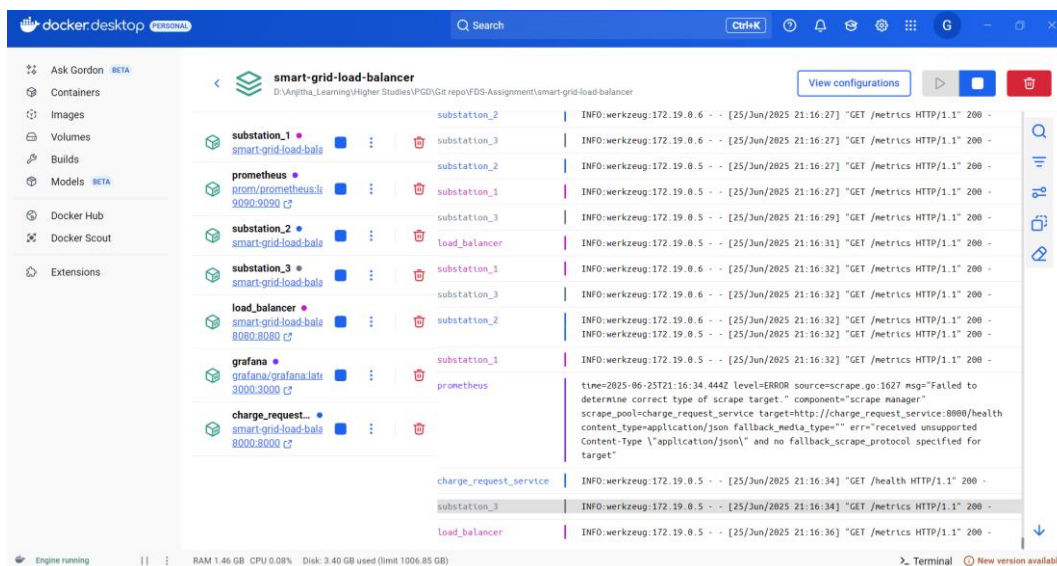 docker.desktop PERSONAL
Search
Ctrl+K
G
Ask Gordon BETA
Containers
Images
Volumes
Builds
Models BETA
Docker Hub
Docker Scout
Extensions
smart-grid-load-balancer
D:\Anjitha_Learning\Higher Studies\PGD\Git repo\FDS-Assignment\smart-grid-load-balancer
View configurations
substation_1
smart-grid-load-bala
prometheus
prom/prometheus:la
9090:9090
substation_2
smart-grid-load-bala
substation_3
smart-grid-load-bala
load_balancer
smart-grid-load-bala
8080:8080
grafana
grafana/grafana:late
3000:3000
charge_request...
smart-grid-load-bala
8000:8000
substation_2 INFO:werkzeug:172.19.0.6 - - [25/Jun/2025 21:16:27] "GET /metrics HTTP/1.1" 200 -
substation_3 INFO:werkzeug:172.19.0.6 - - [25/Jun/2025 21:16:27] "GET /metrics HTTP/1.1" 200 -
substation_2 INFO:werkzeug:172.19.0.5 - - [25/Jun/2025 21:16:27] "GET /metrics HTTP/1.1" 200 -
substation_1 INFO:werkzeug:172.19.0.5 - - [25/Jun/2025 21:16:27] "GET /metrics HTTP/1.1" 200 -
substation_3 INFO:werkzeug:172.19.0.5 - - [25/Jun/2025 21:16:29] "GET /metrics HTTP/1.1" 200 -
load_balancer INFO:werkzeug:172.19.0.5 - - [25/Jun/2025 21:16:31] "GET /metrics HTTP/1.1" 200 -
substation_1 INFO:werkzeug:172.19.0.6 - - [25/Jun/2025 21:16:32] "GET /metrics HTTP/1.1" 200 -
substation_3 INFO:werkzeug:172.19.0.6 - - [25/Jun/2025 21:16:32] "GET /metrics HTTP/1.1" 200 -
substation_2 INFO:werkzeug:172.19.0.6 - - [25/Jun/2025 21:16:32] "GET /metrics HTTP/1.1" 200 -
INFO:werkzeug:172.19.0.5 - - [25/Jun/2025 21:16:32] "GET /metrics HTTP/1.1" 200 -
substation_1 INFO:werkzeug:172.19.0.5 - - [25/Jun/2025 21:16:32] "GET /metrics HTTP/1.1" 200 -
prometheus time=2025-06-25T21:16:34.444Z level=ERROR source=scrape.go:1627 msg="Failed to
determine correct type of scrape target." component="scrape manager"
scrape_pool=charge_request_service target=http://charge_request_service:8000/health
content_type=application/json fallback_media_type="" err="received unsupported
Content-Type \"application/json\" and no fallback_scrape_protocol specified for
target"
charge_request_service INFO:werkzeug:172.19.0.5 - - [25/Jun/2025 21:16:34] "GET /health HTTP/1.1" 200 -
substation_3 INFO:werkzeug:172.19.0.5 - - [25/Jun/2025 21:16:34] "GET /metrics HTTP/1.1" 200 -
load_balancer INFO:werkzeug:172.19.0.5 - - [25/Jun/2025 21:16:36] "GET /metrics HTTP/1.1" 200 -
Engine running
RAM 1.46 GB CPU 0.08% Disk: 3.40 GB used (limit 1006.85 GB)
Terminal
New version availab